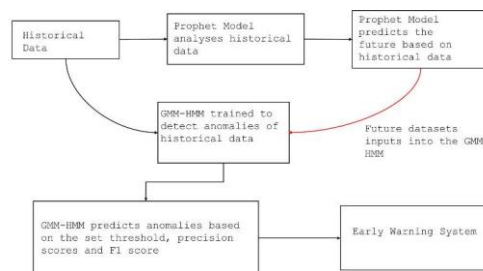 Historical
Data
Prophet Model
analyses historical
data
Prophet Model
predicts the
future based on
historical data
GMM-HMM trained to
detect anomalies of
historical data
Future datasets
inputs into the GMM
HMM
GMM-HMM predicts anomalies based
on the set threshold, precision
scores and F1 score
Early Warning System